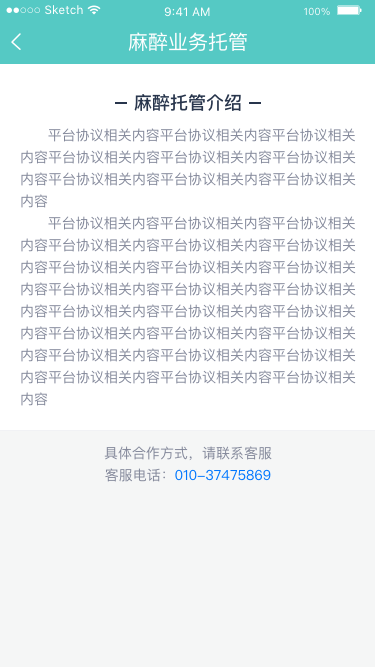 Sketch 9:41 AM 100%
麻醉业务托管
麻醉托管介绍
平台协议相关内容平台协议相关内容平台协议相关
内容平台协议相关内容平台协议相关内容平台协议相关
内容平台协议相关内容平台协议相关内容平台协议相关
内容
平台协议相关内容平台协议相关内容平台协议相关
内容平台协议相关内容平台协议相关内容平台协议相关
内容平台协议相关内容平台协议相关内容平台协议相关
内容平台协议相关内容平台协议相关内容平台协议相关
内容平台协议相关内容平台协议相关内容平台协议相关
内容平台协议相关内容平台协议相关内容平台协议相关
内容平台协议相关内容平台协议相关内容平台协议相关
内容平台协议相关内容平台协议相关内容平台协议相关
内容
具体合作方式，请联系客服
客服电话：010-37475869